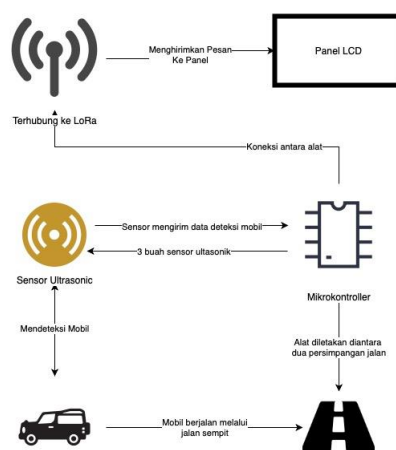 Menghirimkan Pesan
Ke Panel
Panel LCD
Terhubung ke LoRa
Koneksi antara alat
Sensor mengirim data deteksi mobil
3 buah sensor ultasonik
Sensor Ultrasonic
Mikrokontroller
Mendeteksi Mobil
Alat diletakan diantara
dua persimpangan jalan
Mobil berjalan melalui
jalan sempit